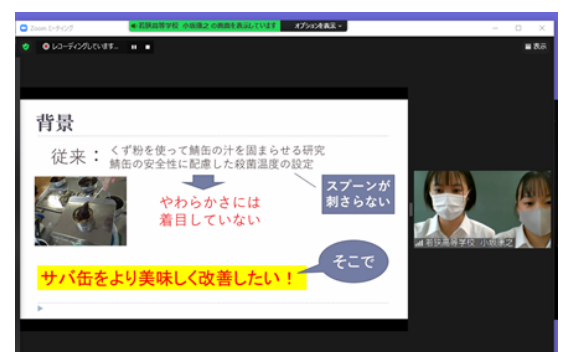 Zoom ミーティング
若狭高等学校 小坂康之 の画面を表示しています
オプションを表示
レコーディングしています...
表示
背景
従来：
くず粉を使って鯖缶の汁を固まらせる研究
鯖缶の安全性に配慮した殺菌温度の設定
スプーンが
刺さらない
やわらかさには
着目していない
そこで
サバ缶をより美味しく改善したい！
若狭高等学校 小坂康之